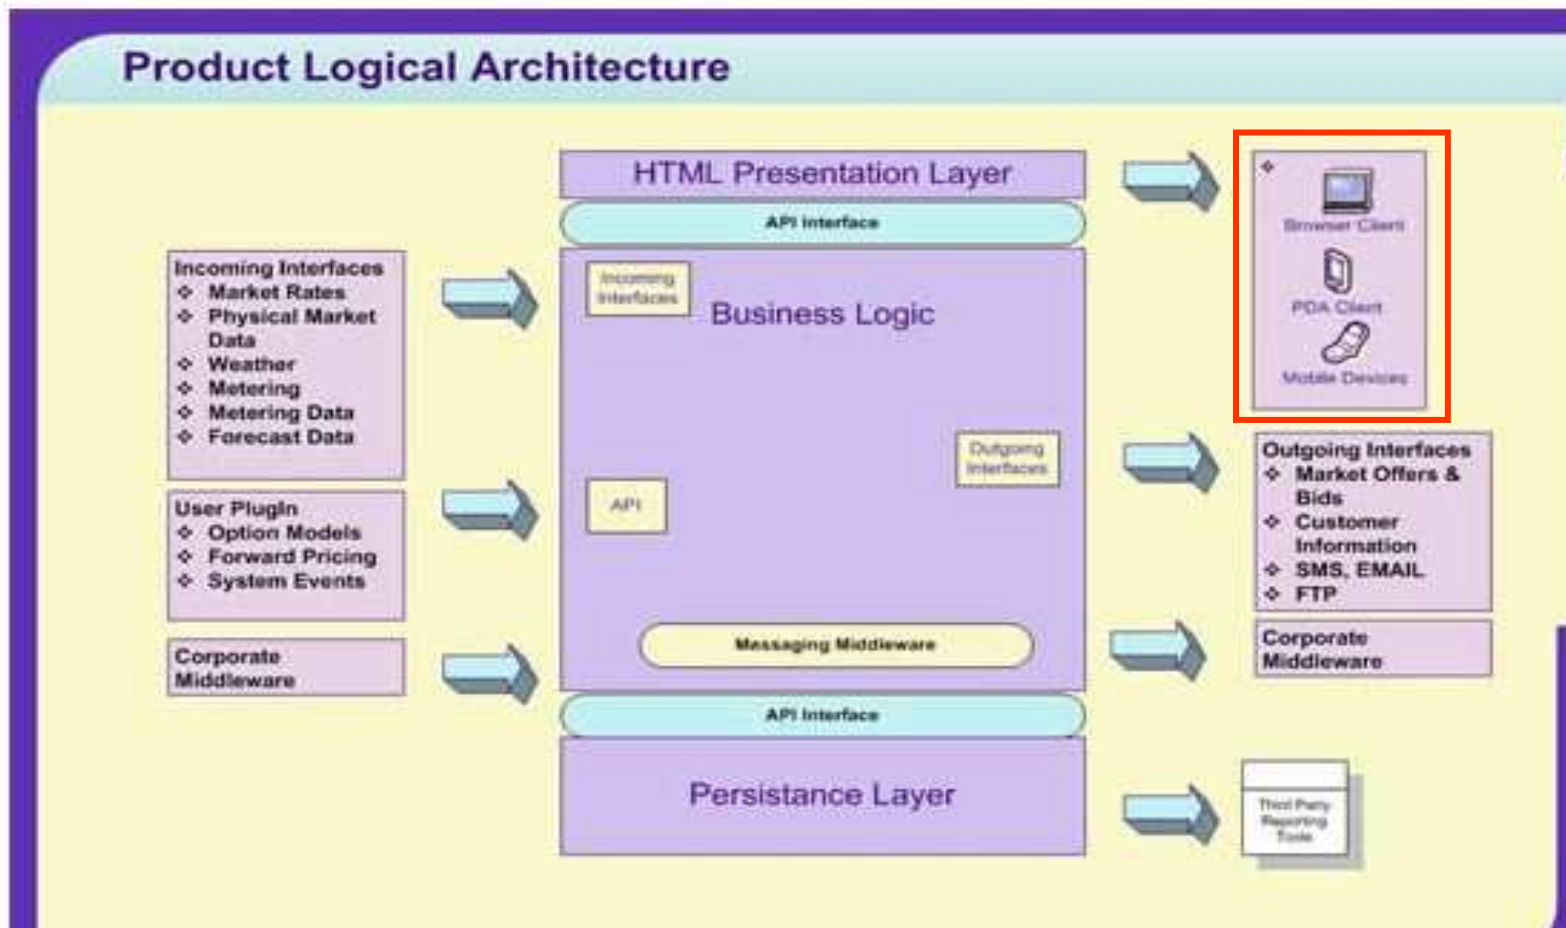 Product Logical Architecture
HTML Presentation Layer
API Interface
Incoming Interfaces
❖ Market Rates
❖ Physical Market
Data
❖ Weather
❖ Metering
❖ Metering Data
❖ Forecast Data
User PlugIn
❖ Option Models
❖ Forward Pricing
❖ System Events
Corporate
Middleware
Incoming
Interfaces
Business Logic
API
Outgoing
Interfaces
Messaging Middleware
API Interface
Persistance Layer
❖
Browser Client
PDA Client
Mobile Devices
Outgoing Interfaces
❖ Market Offers &
Bids
❖ Customer
Information
❖ SMS, EMAIL
❖ FTP
Corporate
Middleware
Third Party
Reporting
Tools